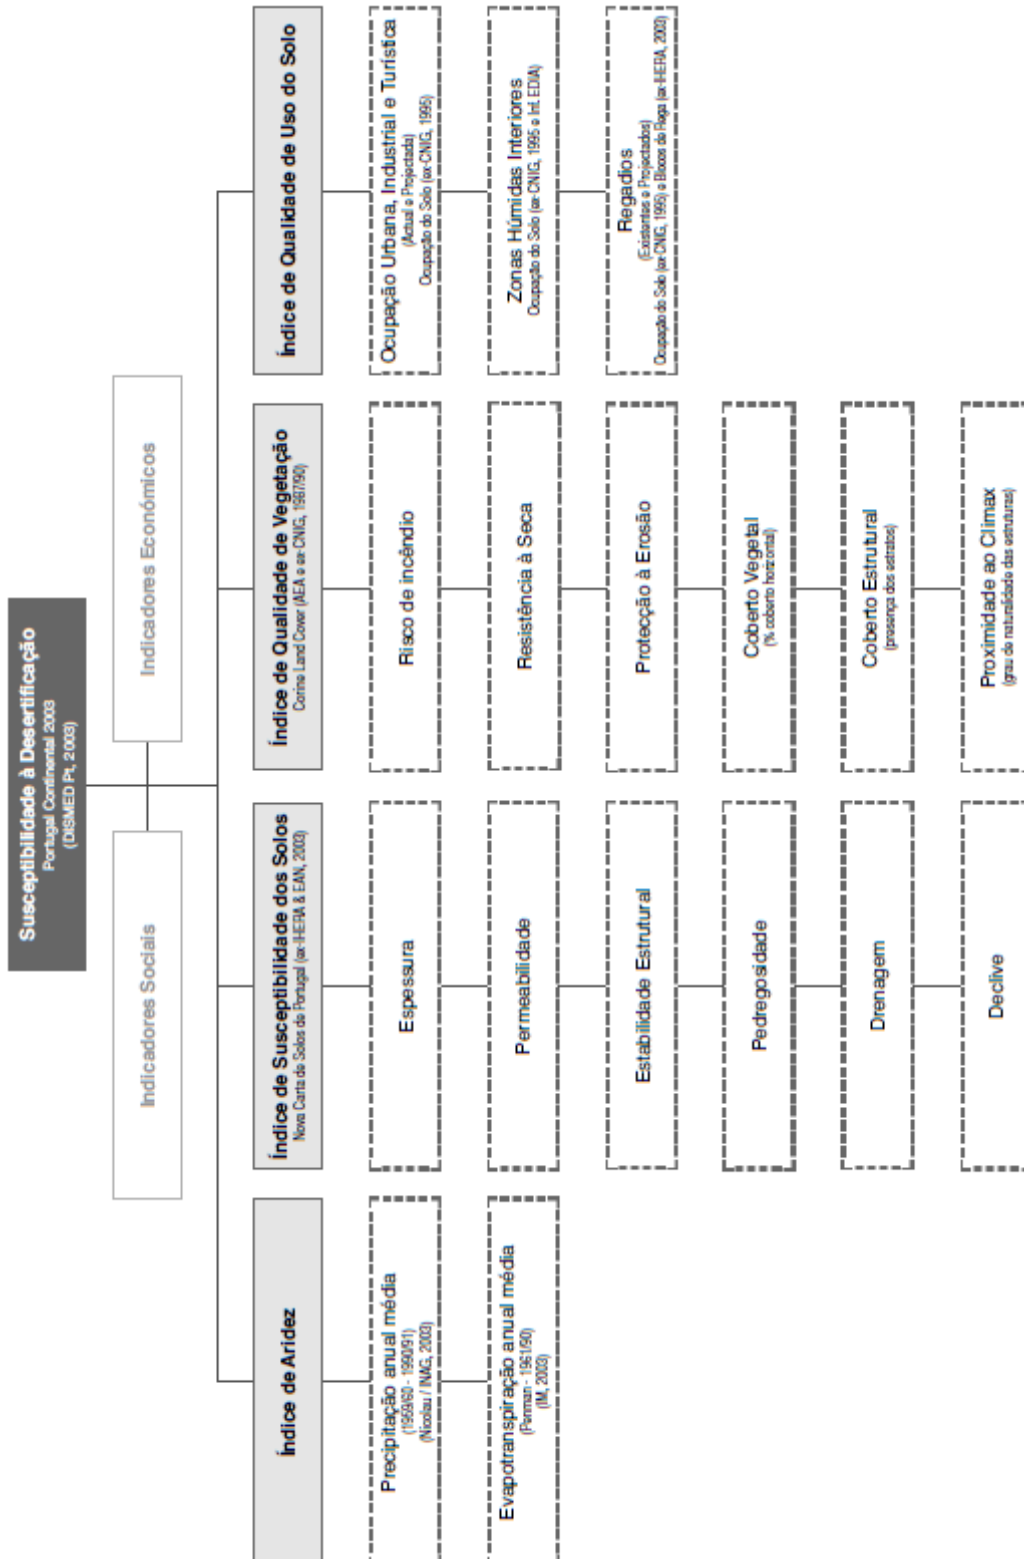 Susceptibilidade à Desertificação
Portugal Continental 2003
(DISMED Pt, 2003)
Indicadores Sociais
Indicadores Económicos
Índice de Aridez
Precipitação anual média
(1959/60 - 1990/91)
(Nicolau / INAG, 2003)
Evapotranspiração anual média
(Penman - 1961/90)
(IM, 2003)
Índice de Susceptibilidade dos Solos
Nova Carta de Solos de Portugal (ex-IHERA & EAN, 2003)
Espessura
Permeabilidade
Estabilidade Estrutural
Pedregosidade
Drenagem
Declive
Índice de Qualidade de Vegetação
Corine Land Cover (AEA e ex-CNIG, 1987/90)
Risco de incêndio
Resistência à Seca
Protecção à Erosão
Coberto Vegetal
(% coberto horizontal)
Coberto Estrutural
(presença dos estratos)
Proximidade ao Climax
(grau de naturalidade das estruturas)
Índice de Qualidade de Uso do Solo
Ocupação Urbana, Industrial e Turística
(Actual e Projectada)
Ocupação do Solo (ex-CNIG, 1995)
Zonas Húmidas Interiores
Ocupação do Solo (ex-CNIG, 1995 e Inf. EDIA)
Regadios
(Existentes e Projectados)
Ocupação do Solo (ex-CNIG, 1995) e Blocos de Rega (ex-IHERA, 2003)